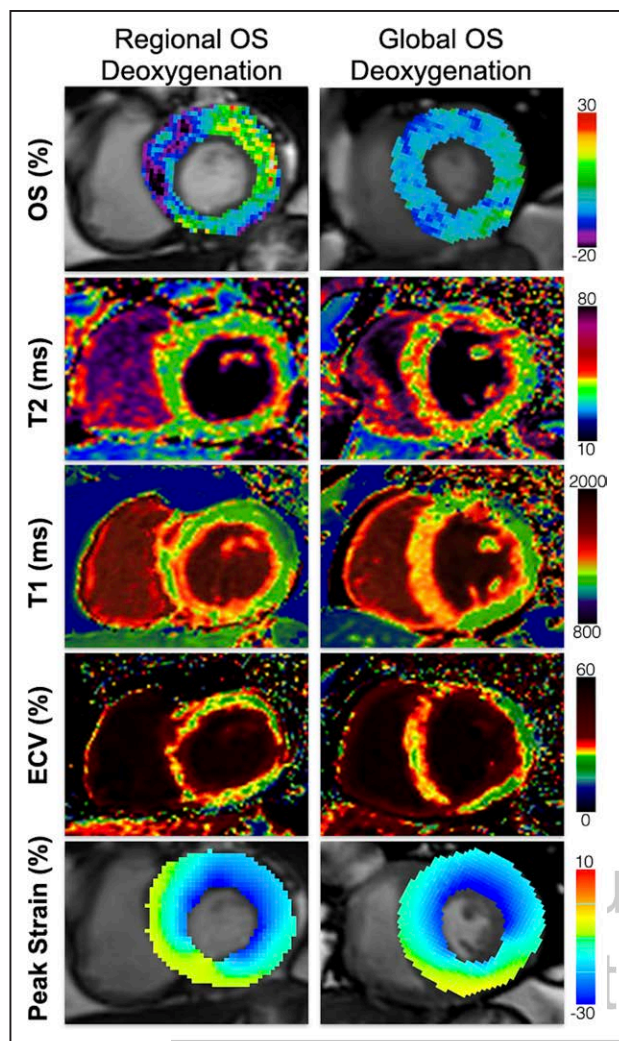 Regional OS
Deoxygenation
Global OS
Deoxygenation
OS (%)
30
-20
T2 (ms)
80
10
T1 (ms)
2000
800
ECV (%)
60
0
Peak Strain (%)
10
-30